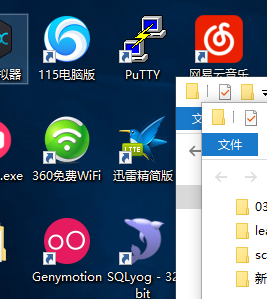 拟器
115电脑版
PuTTY
网易云音乐
.exe
360免费WiFi
LITE
迅雷精简版
Genymotion
SQLyog - 32
bit
文
文件
03
lea
sc
新